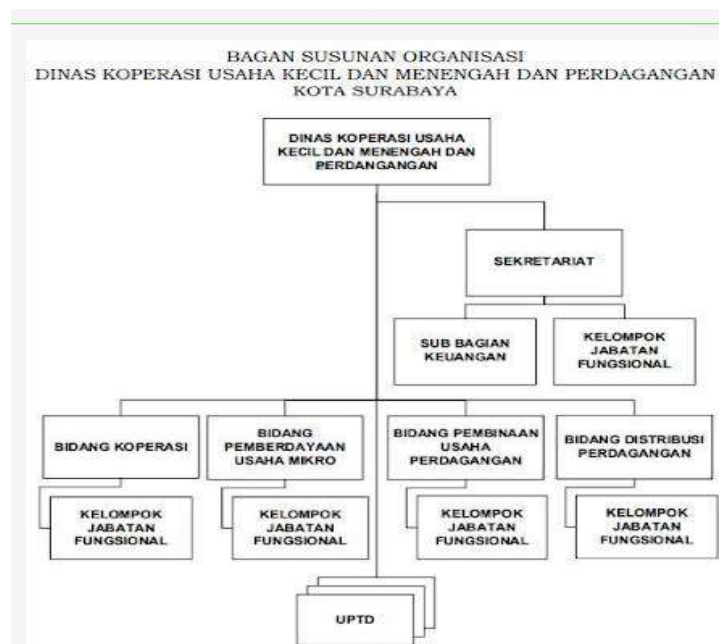 BAGAN SUSUNAN ORGANISASI
DINAS KOPERASI USAHA KECIL DAN MENENGAH DAN PERDAGANGAN
KOTA SURABAYA
DINAS KOPERASI USAHA
KECIL DAN MENENGAH DAN
PERDANGANGAN
SEKRETARIAT
SUB BAGIAN
KEUANGAN
KELOMPOK
JABATAN
FUNGSIONAL
BIDANG KOPERASI
BIDANG
PEMBERDAYAAN
USAHA MIKRO
BIDANG PEMBINAAN
USAHA
PERDAGANGAN
BIDANG DISTRIBUSI
PERDAGANGAN
KELOMPOK
JABATAN
FUNGSIONAL
KELOMPOK
JABATAN
FUNGSIONAL
KELOMPOK
JABATAN
FUNGSIONAL
KELOMPOK
JABATAN
FUNGSIONAL
UPTD